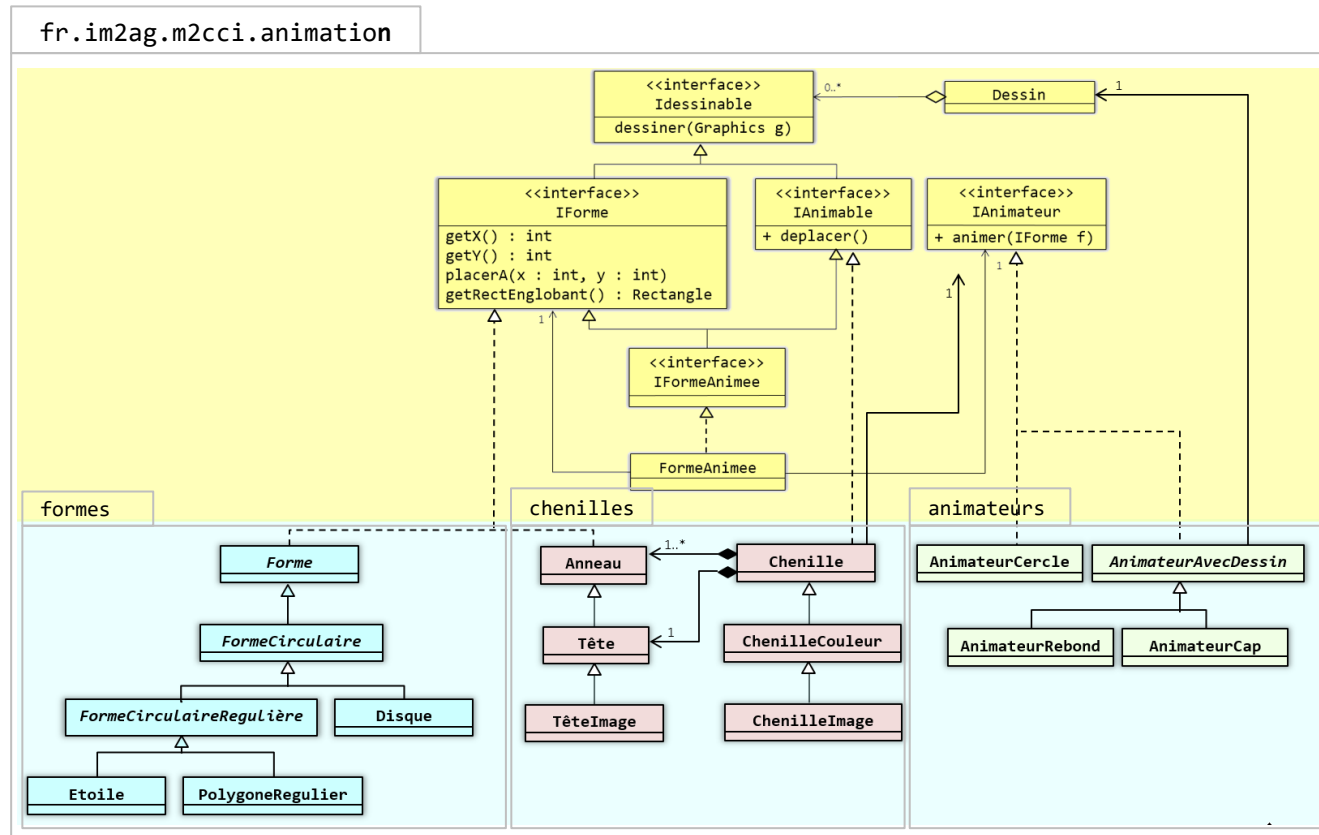 fr.im2ag.m2cci.animation
<<interface>>
Idessinable
dessiner(Graphics g)
0..*
Dessin
1
<<interface>>
IForme
getX() : int
getY() : int
placerA(x : int, y : int)
getRectEnglobant() : Rectangle
<<interface>>
IAnimable
+ deplacer()
<<interface>>
IAnimateur
+ animer(IForme f)
1
1
1
<<interface>>
IFormeAnimee
FormeAnimee
formes
Forme
FormeCirculaire
FormeCirculaireRegulière
Disque
Etoile
PolygoneRegulier
chenilles
Anneau
1..*
Chenille
Tête
1
ChenilleCouleur
TêteImage
ChenilleImage
animateurs
AnimateurCercle
AnimateurAvecDessin
AnimateurRebond
AnimateurCap